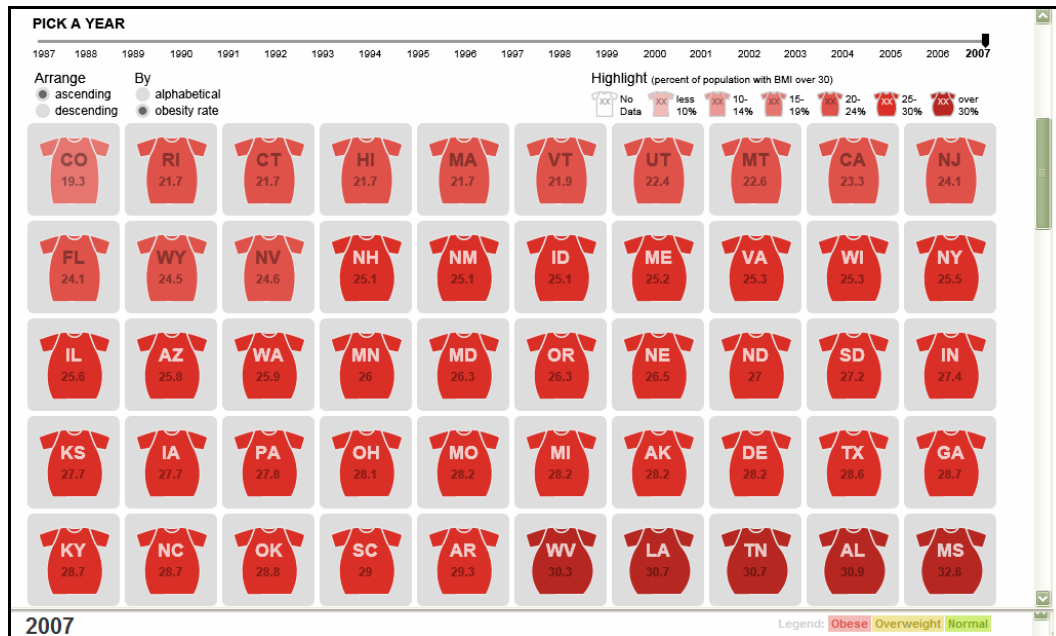 PICK A YEAR
1987 1988 1989 1990 1991 1992 1993 1994 1995 1996 1997 1998 1999 2000 2001 2002 2003 2004 2005 2006 2007
Arrange By Highlight (percent of population with BMI over 30)
ascending alphabetical
descending obesity rate
XX No Data XX less 10% XX 10-14% XX 15-19% XX 20-24% XX 25-30% XX over 30%
CO RI CT HI MA VT UT MT CA NJ
19.3 21.7 21.7 21.7 21.7 21.9 22.4 22.6 23.3 24.1
FL WY NV NH NM ID ME VA WI NY
24.1 24.5 24.6 25.1 25.1 25.1 25.2 25.3 25.3 25.5
IL AZ WA MN MD OR NE ND SD IN
25.6 25.8 25.9 26 26.3 26.3 26.5 27 27.2 27.4
KS IA PA OH MO MI AK DE TX GA
27.7 27.7 27.8 28.1 28.2 28.2 28.2 28.2 28.6 28.7
KY NC OK SC AR WV LA TN AL MS
28.7 28.7 28.8 29 29.3 30.3 30.7 30.7 30.9 32.6
2007 Legend: Obese Overweight Normal